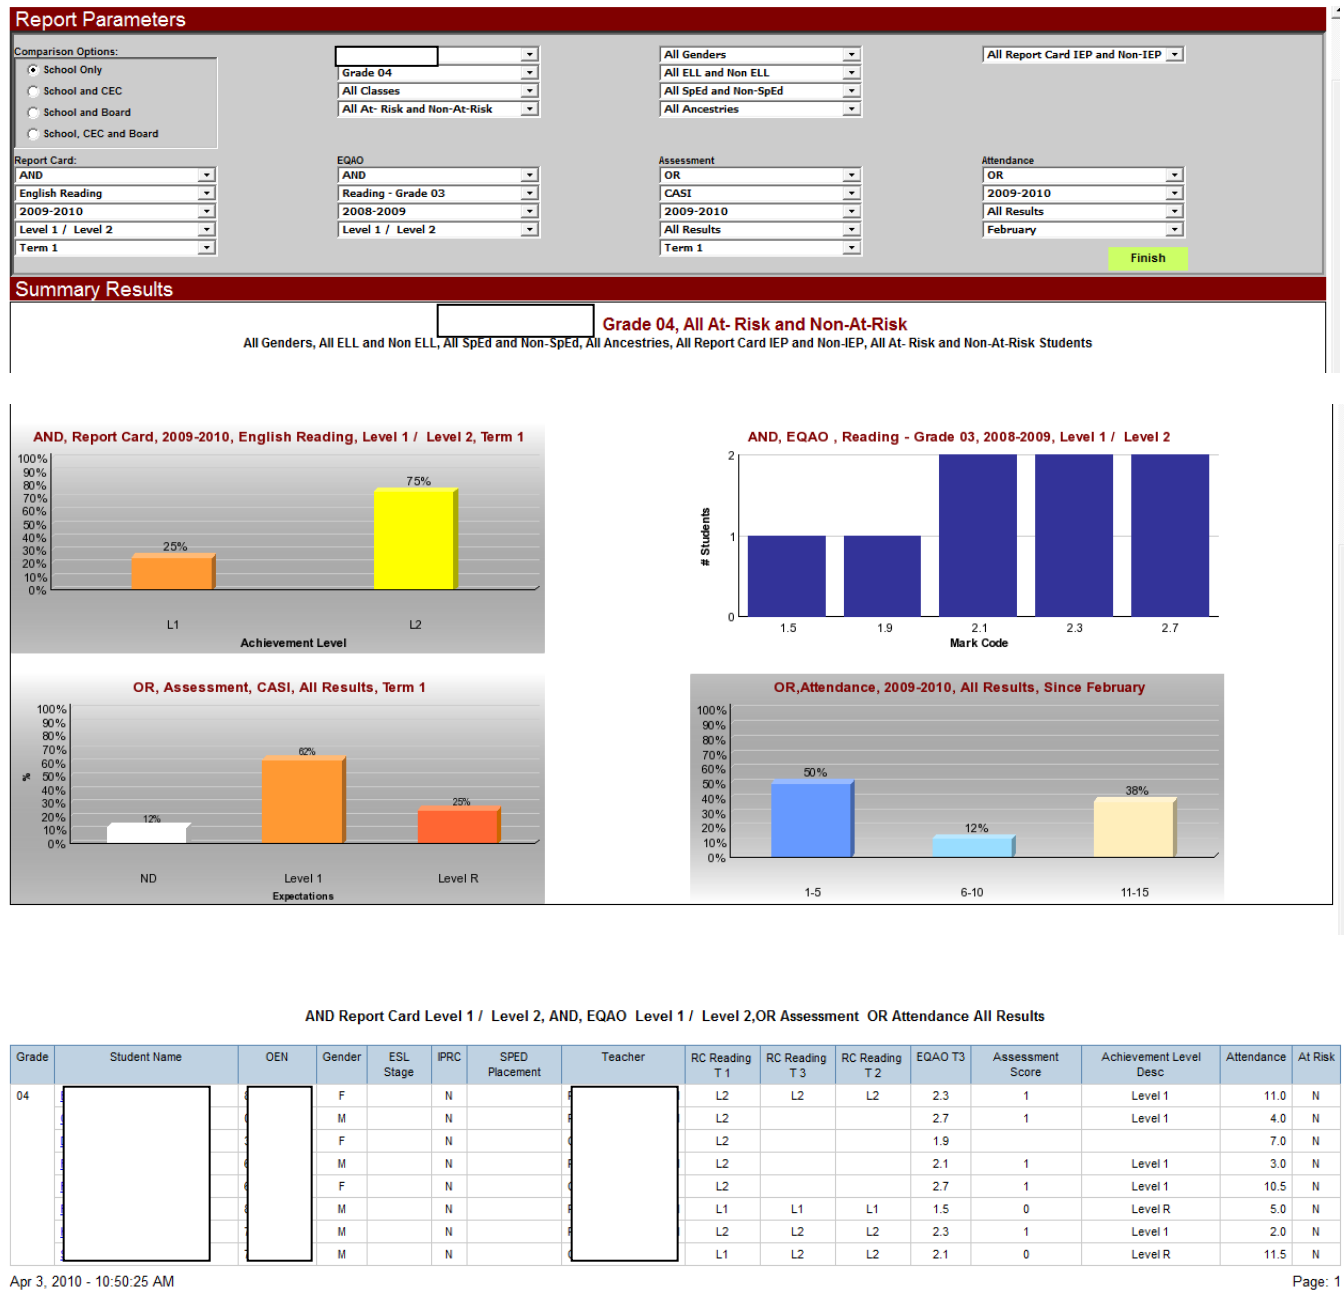 Report Parameters
Comparison Options:
School Only
School and CEC
School and Board
School, CEC and Board
Grade 04
All Classes
All At- Risk and Non-At-Risk
All Genders
All ELL and Non ELL
All SpEd and Non-SpEd
All Ancestries
All Report Card IEP and Non-IEP
Report Card:
AND
English Reading
2009-2010
Level 1 / Level 2
Term 1
EQAO
AND
Reading - Grade 03
2008-2009
Level 1 / Level 2
Assessment
OR
CASI
2009-2010
All Results
Term 1
Attendance
OR
2009-2010
All Results
February
Finish
Summary Results
Grade 04, All At- Risk and Non-At-Risk
All Genders, All ELL and Non ELL, All SpEd and Non-SpEd, All Ancestries, All Report Card IEP and Non-IEP, All At- Risk and Non-At-Risk Students
AND, Report Card, 2009-2010, English Reading, Level 1 / Level 2, Term 1
100%
90%
80%
70%
60%
50%
40%
30%
20%
10%
0%
25%
75%
L1 L2
Achievement Level
AND, EQAO , Reading - Grade 03, 2008-2009, Level 1 / Level 2
# Students
2
1
0
1.5 1.9 2.1 2.3 2.7
Mark Code
OR, Assessment, CASI, All Results, Term 1
%
100%
90%
80%
70%
60%
50%
40%
30%
20%
10%
0%
12% 62% 25%
ND Level 1 Level R
Expectations
OR,Attendance, 2009-2010, All Results, Since February
100%
90%
80%
70%
60%
50%
40%
30%
20%
10%
0%
50% 12% 38%
1-5 6-10 11-15
AND Report Card Level 1 / Level 2, AND, EQAO Level 1 / Level 2,OR Assessment OR Attendance All Results
Grade Student Name OEN Gender ESL Stage IPRC SPED Placement Teacher RC Reading T 1 RC Reading T 3 RC Reading T 2 EQAO T3 Assessment Score Achievement Level Desc Attendance At Risk
04 F N L2 L2 L2 2.3 1 Level 1 11.0 N
M N L2 2.7 1 Level 1 4.0 N
F N L2 1.9 7.0 N
M N L2 2.1 1 Level 1 3.0 N
F N L2 2.7 1 Level 1 10.5 N
M N L1 L1 L1 1.5 0 Level R 5.0 N
M N L2 L2 L2 2.3 1 Level 1 2.0 N
M N L1 L2 L2 2.1 0 Level R 11.5 N
Apr 3, 2010 - 10:50:25 AM
Page: 1